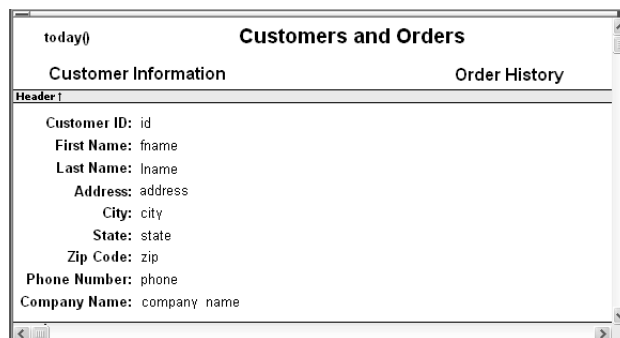 today() Customers and Orders
Customer Information Order History
Header ↑
Customer ID: id
First Name: fname
Last Name: lname
Address: address
City: city
State: state
Zip Code: zip
Phone Number: phone
Company Name: company_name